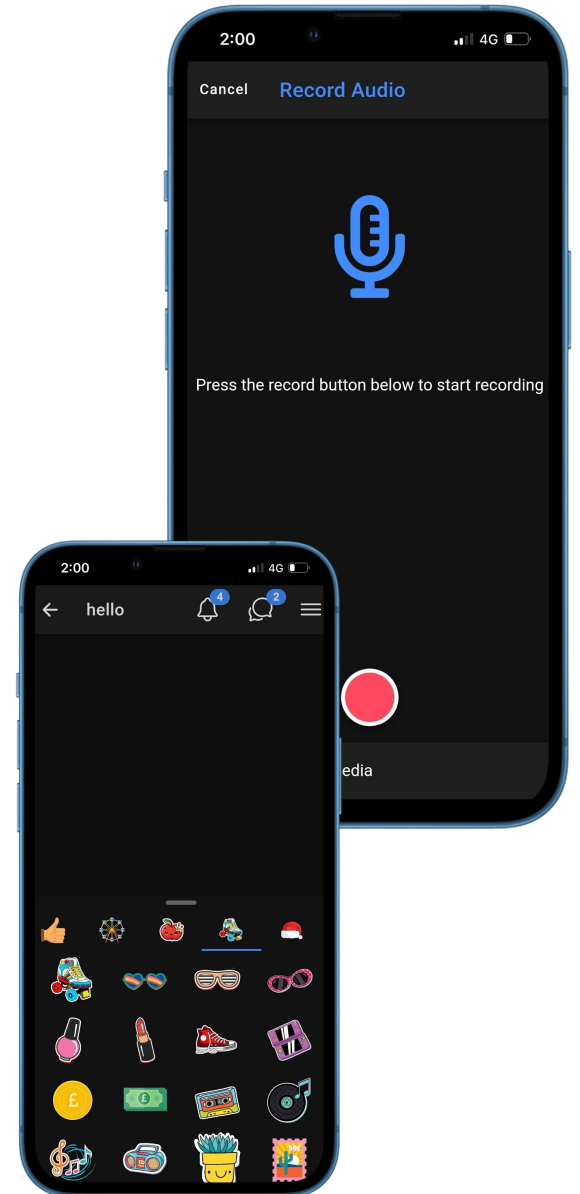 2:00 4G
Cancel Record Audio
Press the record button below to start recording
edia
2:00 4G
hello 4 2
£
£